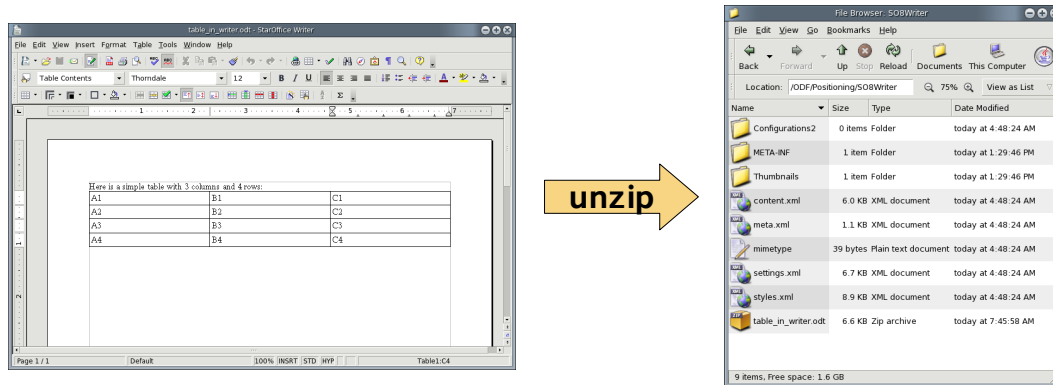 table_in_writer.odt - StarOffice Writer
File Edit View Insert Format Table Tools Window Help
Table Contents Thorndale 12 B I U
1 2 3 4 5 6 7
Here is a simple table with 3 columns and 4 rows:
A1 B1 C1
A2 B2 C2
A3 B3 C3
A4 B4 C4
1
2
Page 1 / 1 Default 100% INSRT STD HYP Table1:C4
unzip
File Browser: SO8Writer
File Edit View Go Bookmarks Help
Back Forward Up Stop Reload Documents This Computer
Location: /ODF/Positioning/SO8Writer 75% View as List
Name Size Type Date Modified
Configurations2 0 items Folder today at 4:48:24 AM
META-INF 1 item Folder today at 1:29:46 PM
Thumbnails 1 item Folder today at 1:29:46 PM
content.xml 6.0 KB XML document today at 4:48:24 AM
meta.xml 1.1 KB XML document today at 4:48:24 AM
mimetype 39 bytes Plain text document today at 4:48:24 AM
settings.xml 6.7 KB XML document today at 4:48:24 AM
styles.xml 8.9 KB XML document today at 4:48:24 AM
table_in_writer.odt 6.6 KB Zip archive today at 7:45:58 AM
9 items, Free space: 1.6 GB